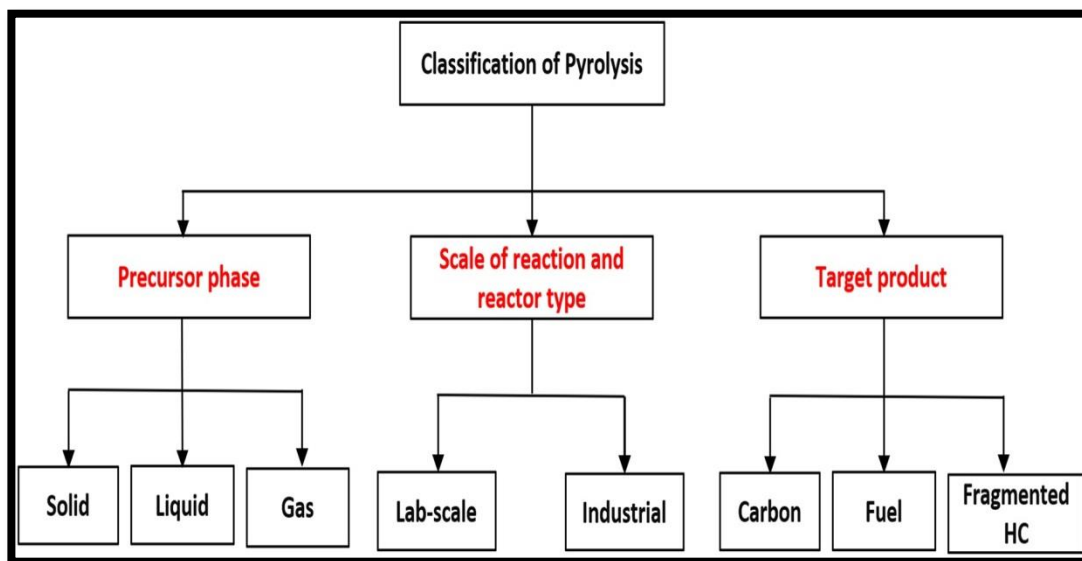 Classification of Pyrolysis
Precursor phase
Scale of reaction and
reactor type
Target product
Solid
Liquid
Gas
Lab-scale
Industrial
Carbon
Fuel
Fragmented
HC